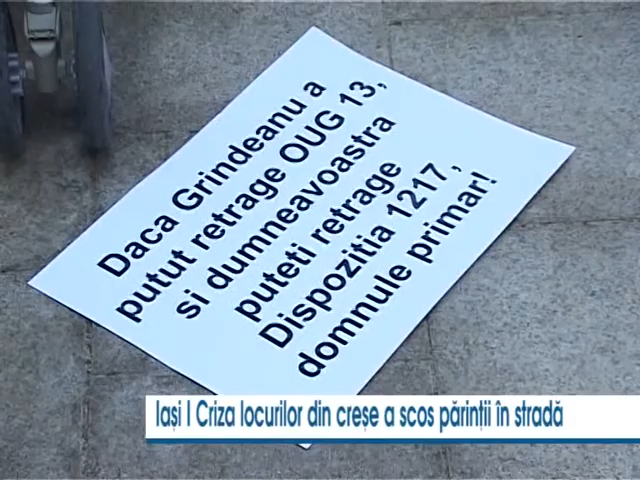 Daca Grindeanu a
putut retrage OUG 13,
si dumneavoastra
puteti retrage
Dispozitia 1217,
domnule primar!
Iași I Criza locurilor din creșe a scos părinții în stradă